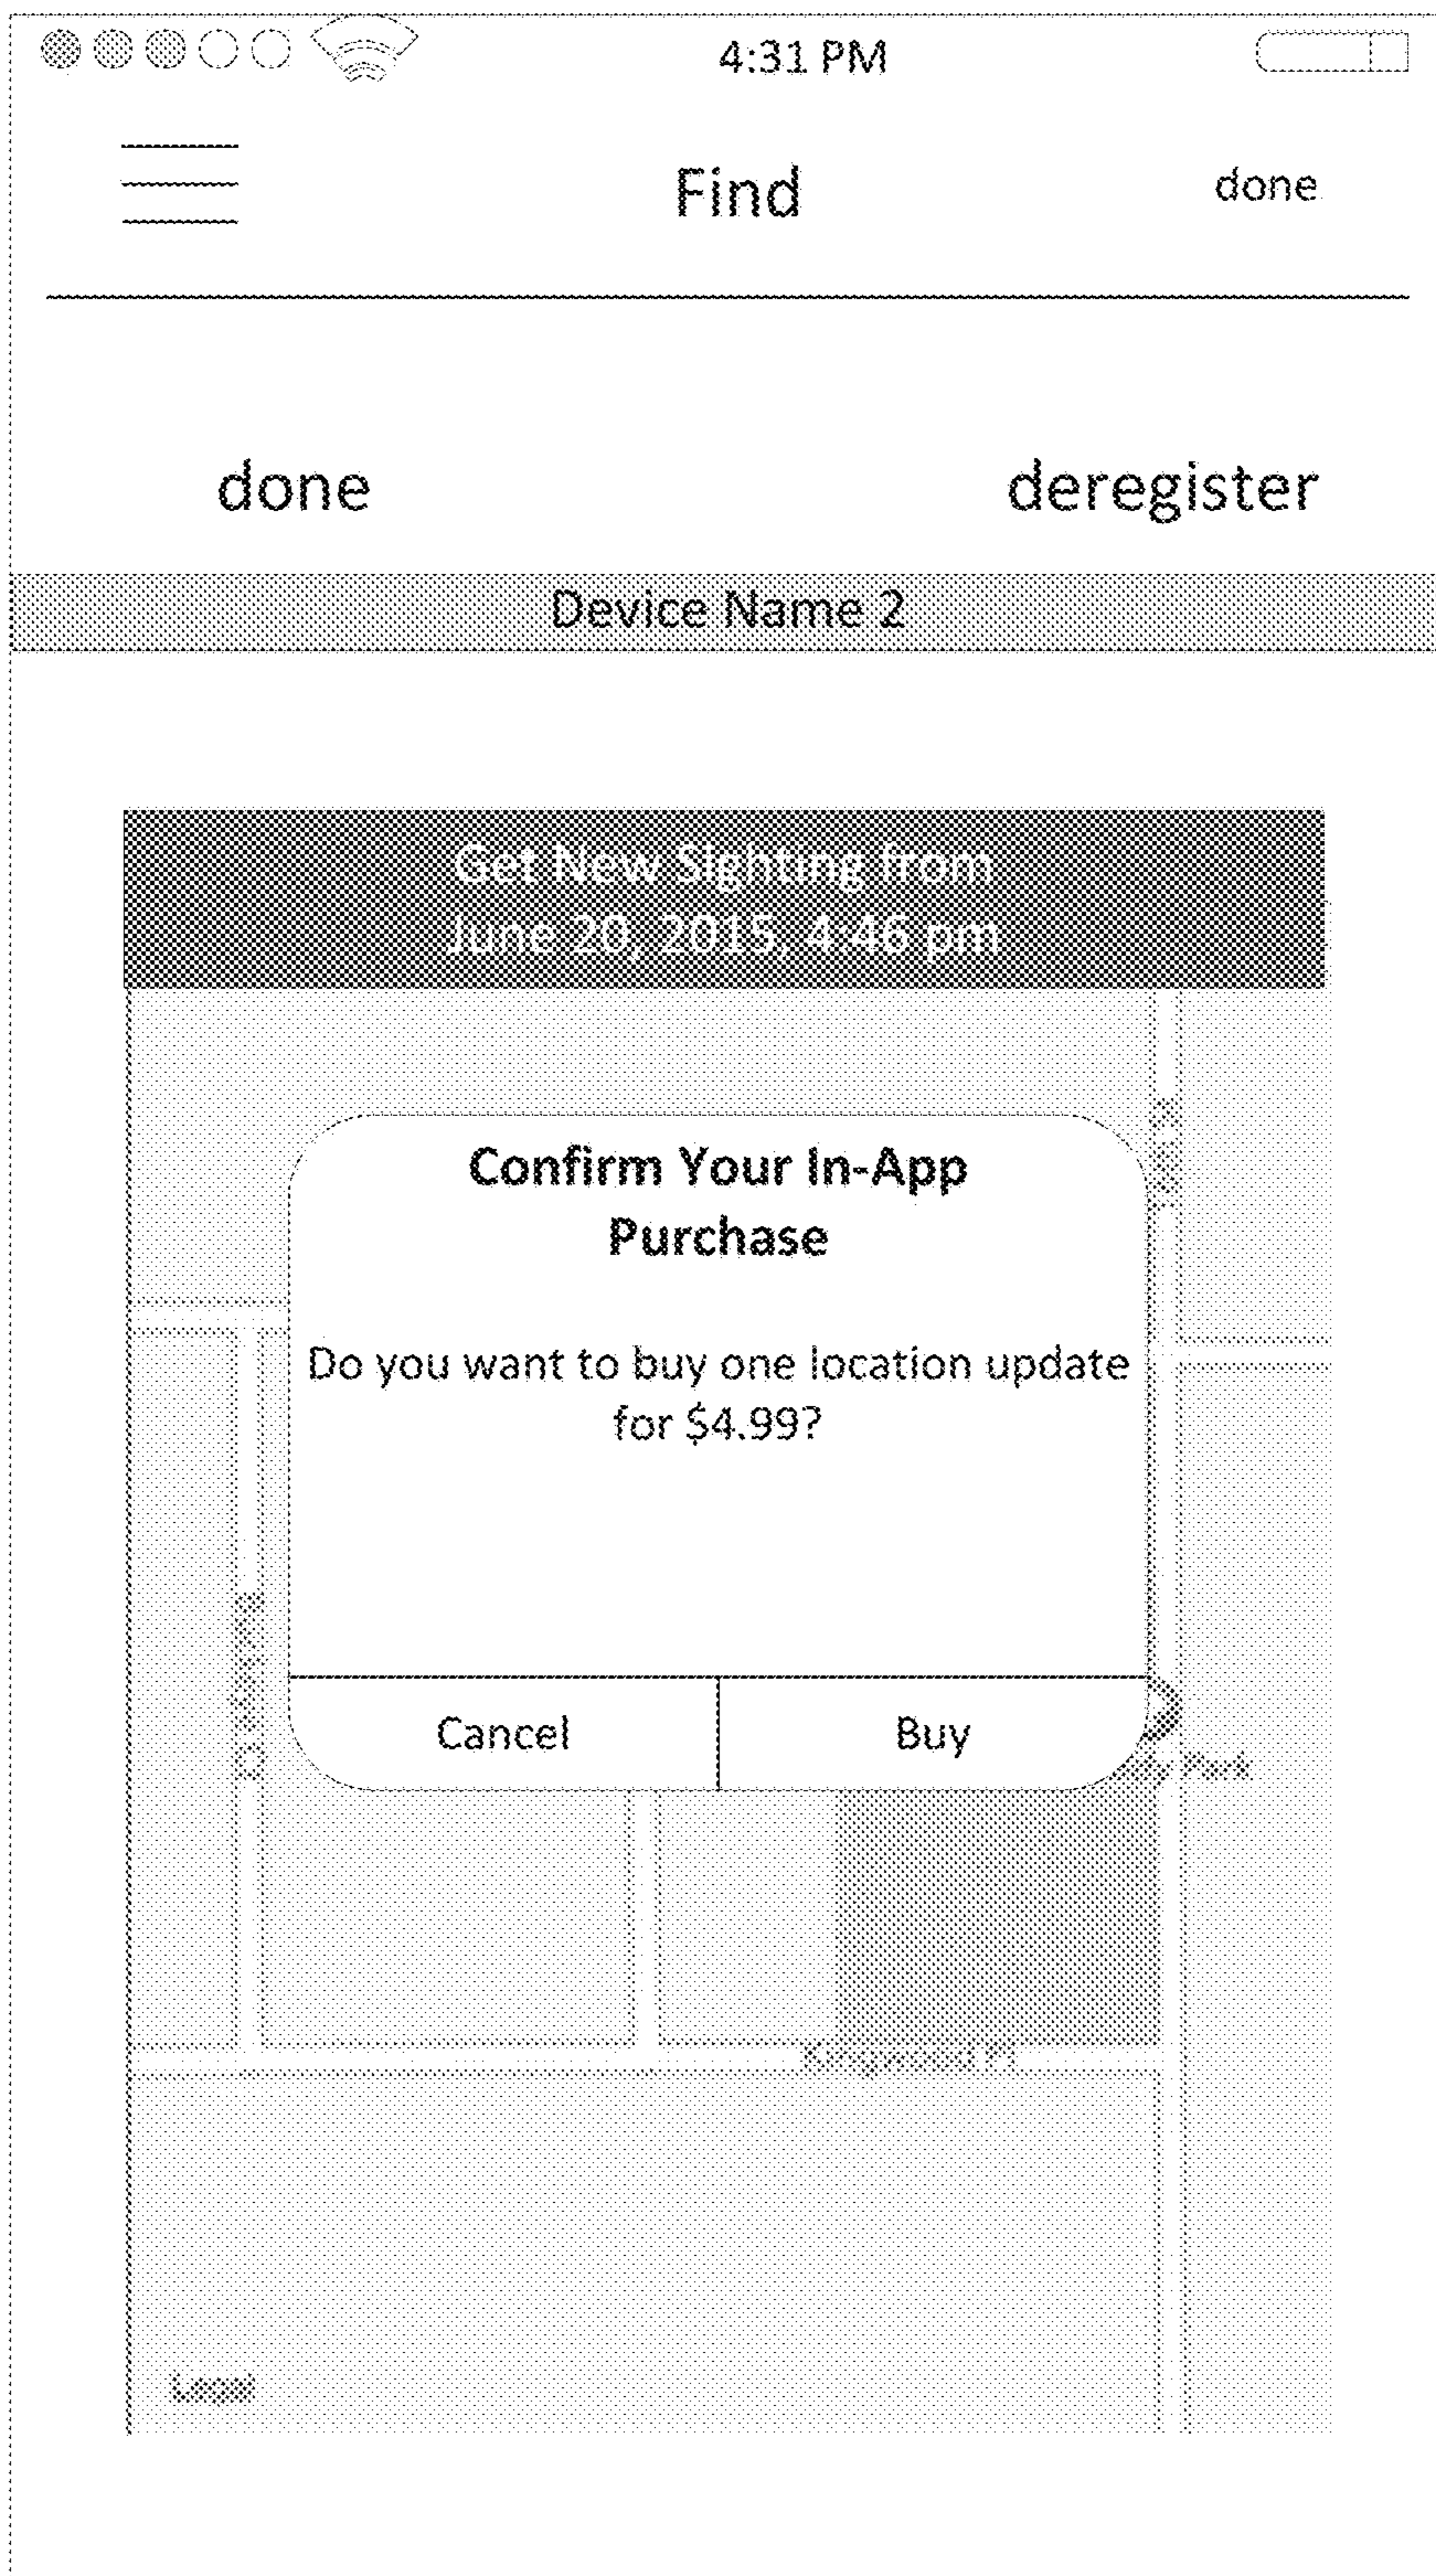 4:31 PM
Find
done
done
deregister
Device Name 2
Get New Sighting from
June 20, 2015, 4:46 pm
Confirm Your In-App
Purchase
Do you want to buy one location update
for $4.99?
Cancel
Buy
Park
Legal